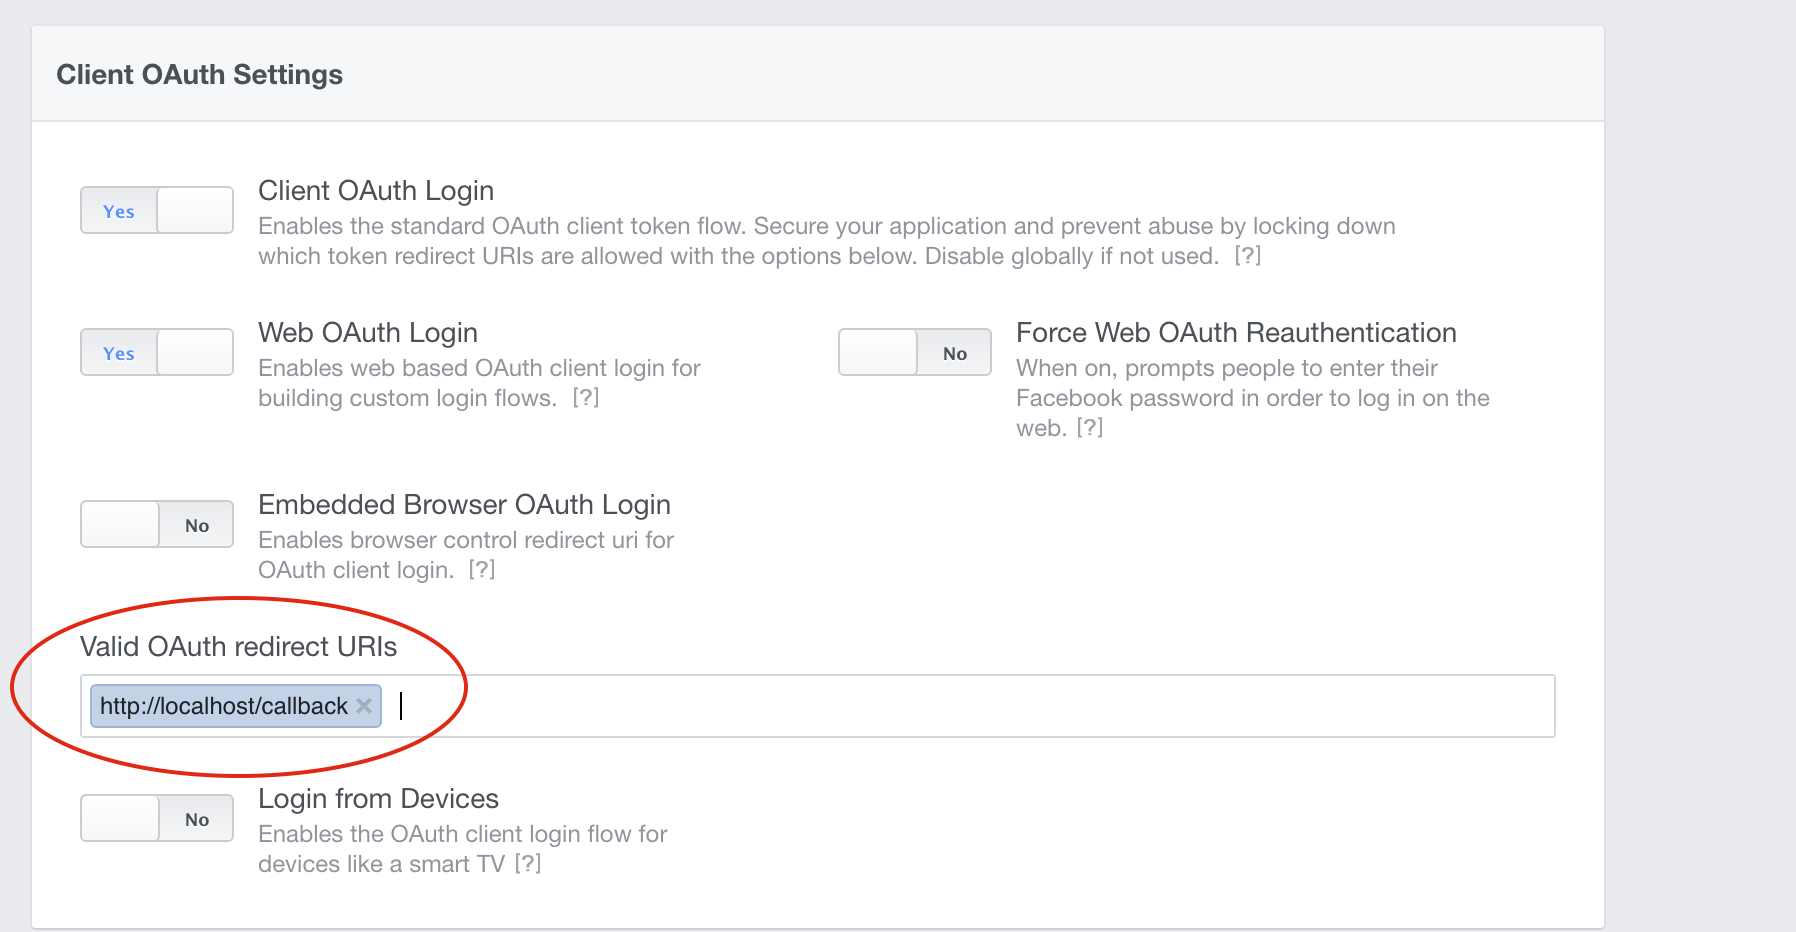 Client OAuth Settings
Yes
Client OAuth Login
Enables the standard OAuth client token flow. Secure your application and prevent abuse by locking down
which token redirect URIs are allowed with the options below. Disable globally if not used. [?]
Yes
Web OAuth Login
Enables web based OAuth client login for
building custom login flows. [?]
No
Force Web OAuth Reauthentication
When on, prompts people to enter their
Facebook password in order to log in on the
web. [?]
No
Embedded Browser OAuth Login
Enables browser control redirect uri for
OAuth client login. [?]
Valid OAuth redirect URIs
http://localhost/callback
No
Login from Devices
Enables the OAuth client login flow for
devices like a smart TV [?]